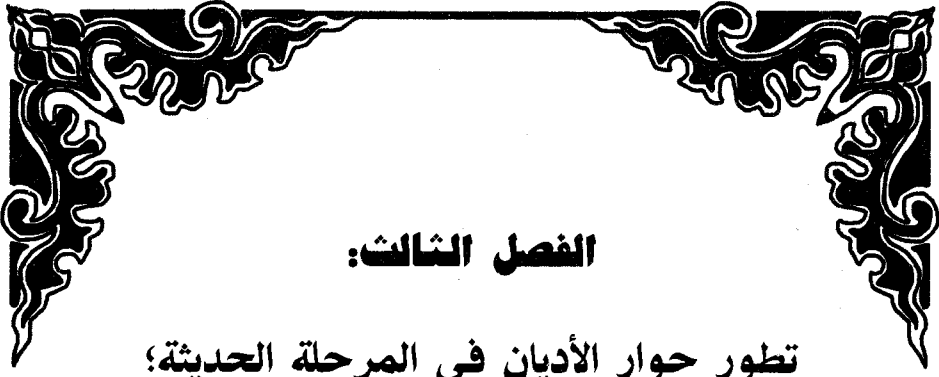 الفصل الثالث:
تطور حوار الأديان في المرحلة الحديثة؛